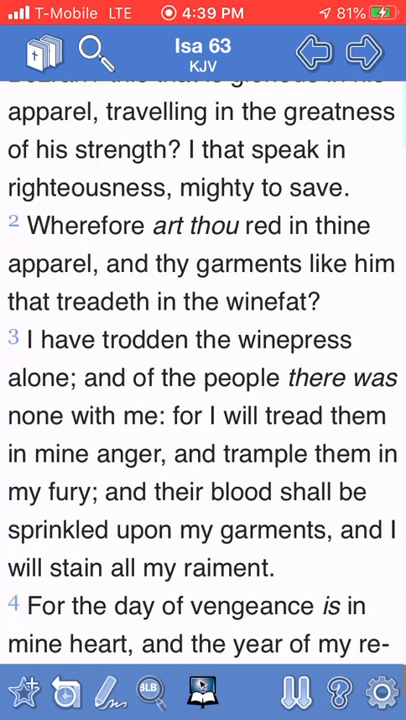 T-Mobile LTE 4:39 PM 81%
Isa 63
KJV
apparel, travelling in the greatness
of his strength? I that speak in
righteousness, mighty to save.
2 Wherefore art thou red in thine
apparel, and thy garments like him
that treadeth in the winefat?
3 I have trodden the winepress
alone; and of the people there was
none with me: for I will tread them
in mine anger, and trample them in
my fury; and their blood shall be
sprinkled upon my garments, and I
will stain all my raiment.
4 For the day of vengeance is in
mine heart, and the year of my re-
BLB